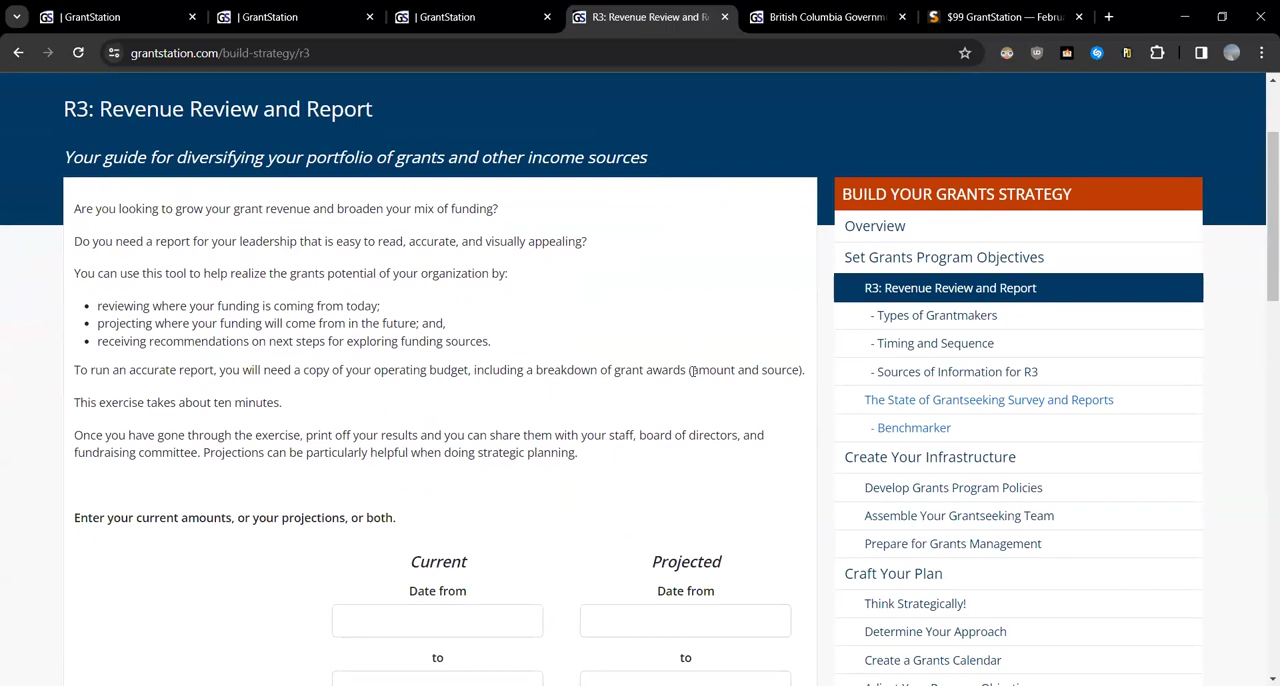 | GrantStation
| GrantStation
| GrantStation
R3: Revenue Review and R
British Columbia Governm
$99 GrantStation — Febru
grantstation.com/build-strategy/r3
R3: Revenue Review and Report
Your guide for diversifying your portfolio of grants and other income sources
Are you looking to grow your grant revenue and broaden your mix of funding?
Do you need a report for your leadership that is easy to read, accurate, and visually appealing?
You can use this tool to help realize the grants potential of your organization by:
• reviewing where your funding is coming from today;
• projecting where your funding will come from in the future; and,
• receiving recommendations on next steps for exploring funding sources.
To run an accurate report, you will need a copy of your operating budget, including a breakdown of grant awards (amount and source).
This exercise takes about ten minutes.
Once you have gone through the exercise, print off your results and you can share them with your staff, board of directors, and
fundraising committee. Projections can be particularly helpful when doing strategic planning.
Enter your current amounts, or your projections, or both.
Current
Projected
Date from
Date from
to
to
BUILD YOUR GRANTS STRATEGY
Overview
Set Grants Program Objectives
R3: Revenue Review and Report
- Types of Grantmakers
- Timing and Sequence
- Sources of Information for R3
The State of Grantseeking Survey and Reports
- Benchmarker
Create Your Infrastructure
Develop Grants Program Policies
Assemble Your Grantseeking Team
Prepare for Grants Management
Craft Your Plan
Think Strategically!
Determine Your Approach
Create a Grants Calendar